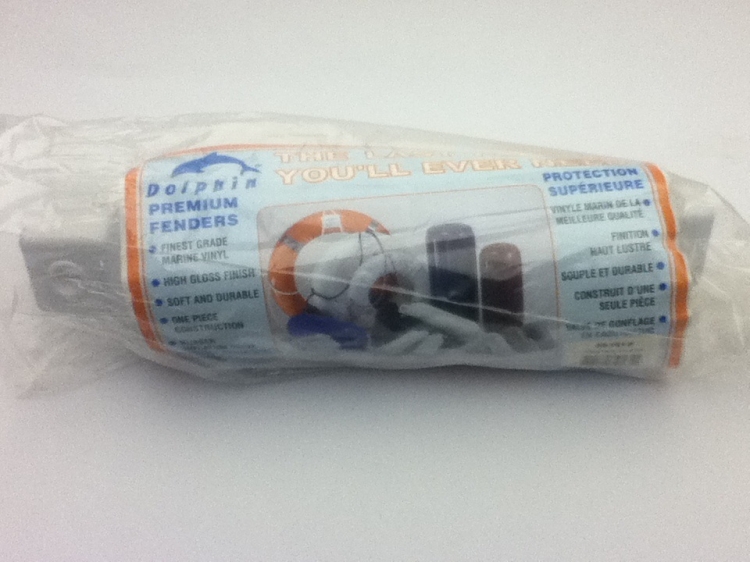 YOU'LL EVER
Dolphin
PREMIUM
FENDERS
FINEST GRADE
MARINE VINYL
HIGH GLOSS FINISH
SOFT AND DURABLE
ONE PIECE
CONSTRUCTION
PROTECTION
SUPÉRIEURE
VINYLE MARIN DE LA
MEILLEURE QUALITÉ
FINITION
HAUT LUSTRE
SOUPLE ET DURABLE
CONSTRUIT D'UNE
SEULE PIÈCE
GONFLAGE